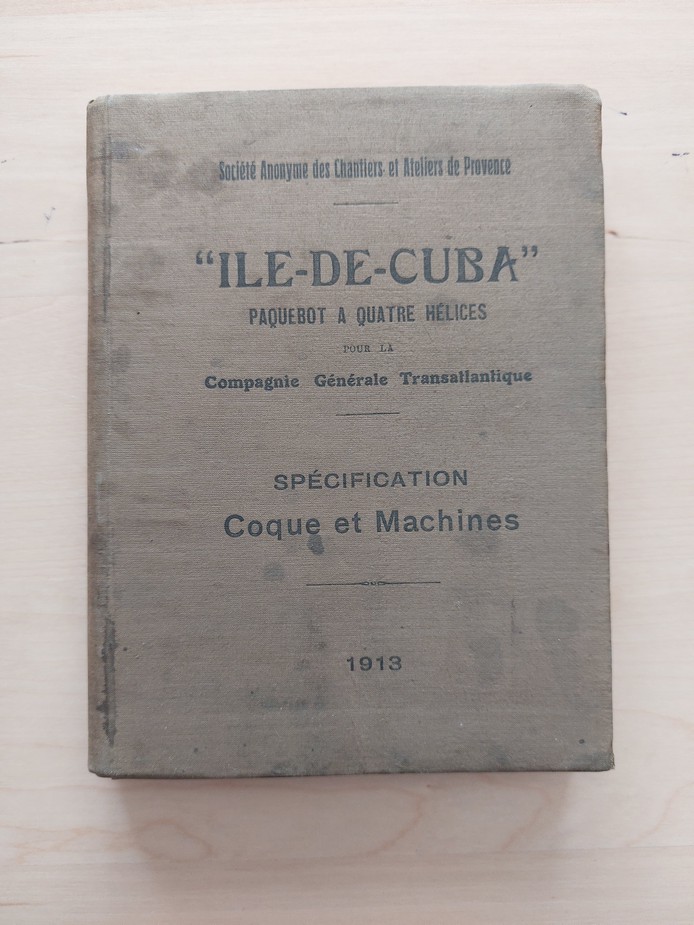 Société Anonyme des Chantiers et Ateliers de Provence
"ILE-DE-CUBA"
PAQUEBOT A QUATRE HÉLICES
POUR LA
Compagnie Générale Transatlantique
SPÉCIFICATION
Coque et Machines
1913